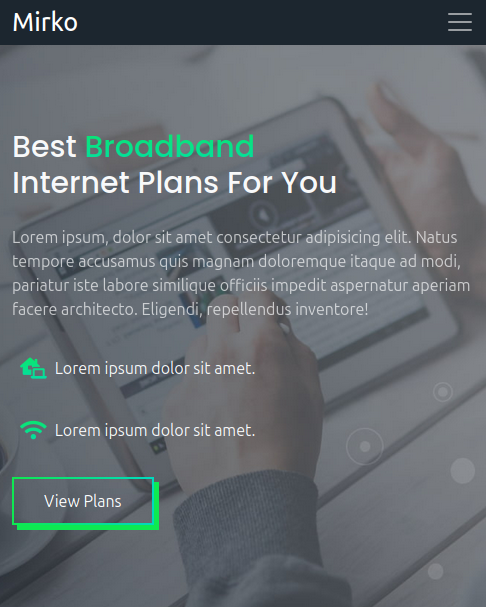 Mirko
Best Broadband
Internet Plans For You
Lorem ipsum, dolor sit amet consectetur adipisicing elit. Natus
tempore accusamus quis magnam doloremque itaque ad modi,
pariatur iste labore similique officiis impedit aspernatur aperiam
facere architecto. Eligendi, repellendus inventore!
Lorem ipsum dolor sit amet.
Lorem ipsum dolor sit amet.
View Plans